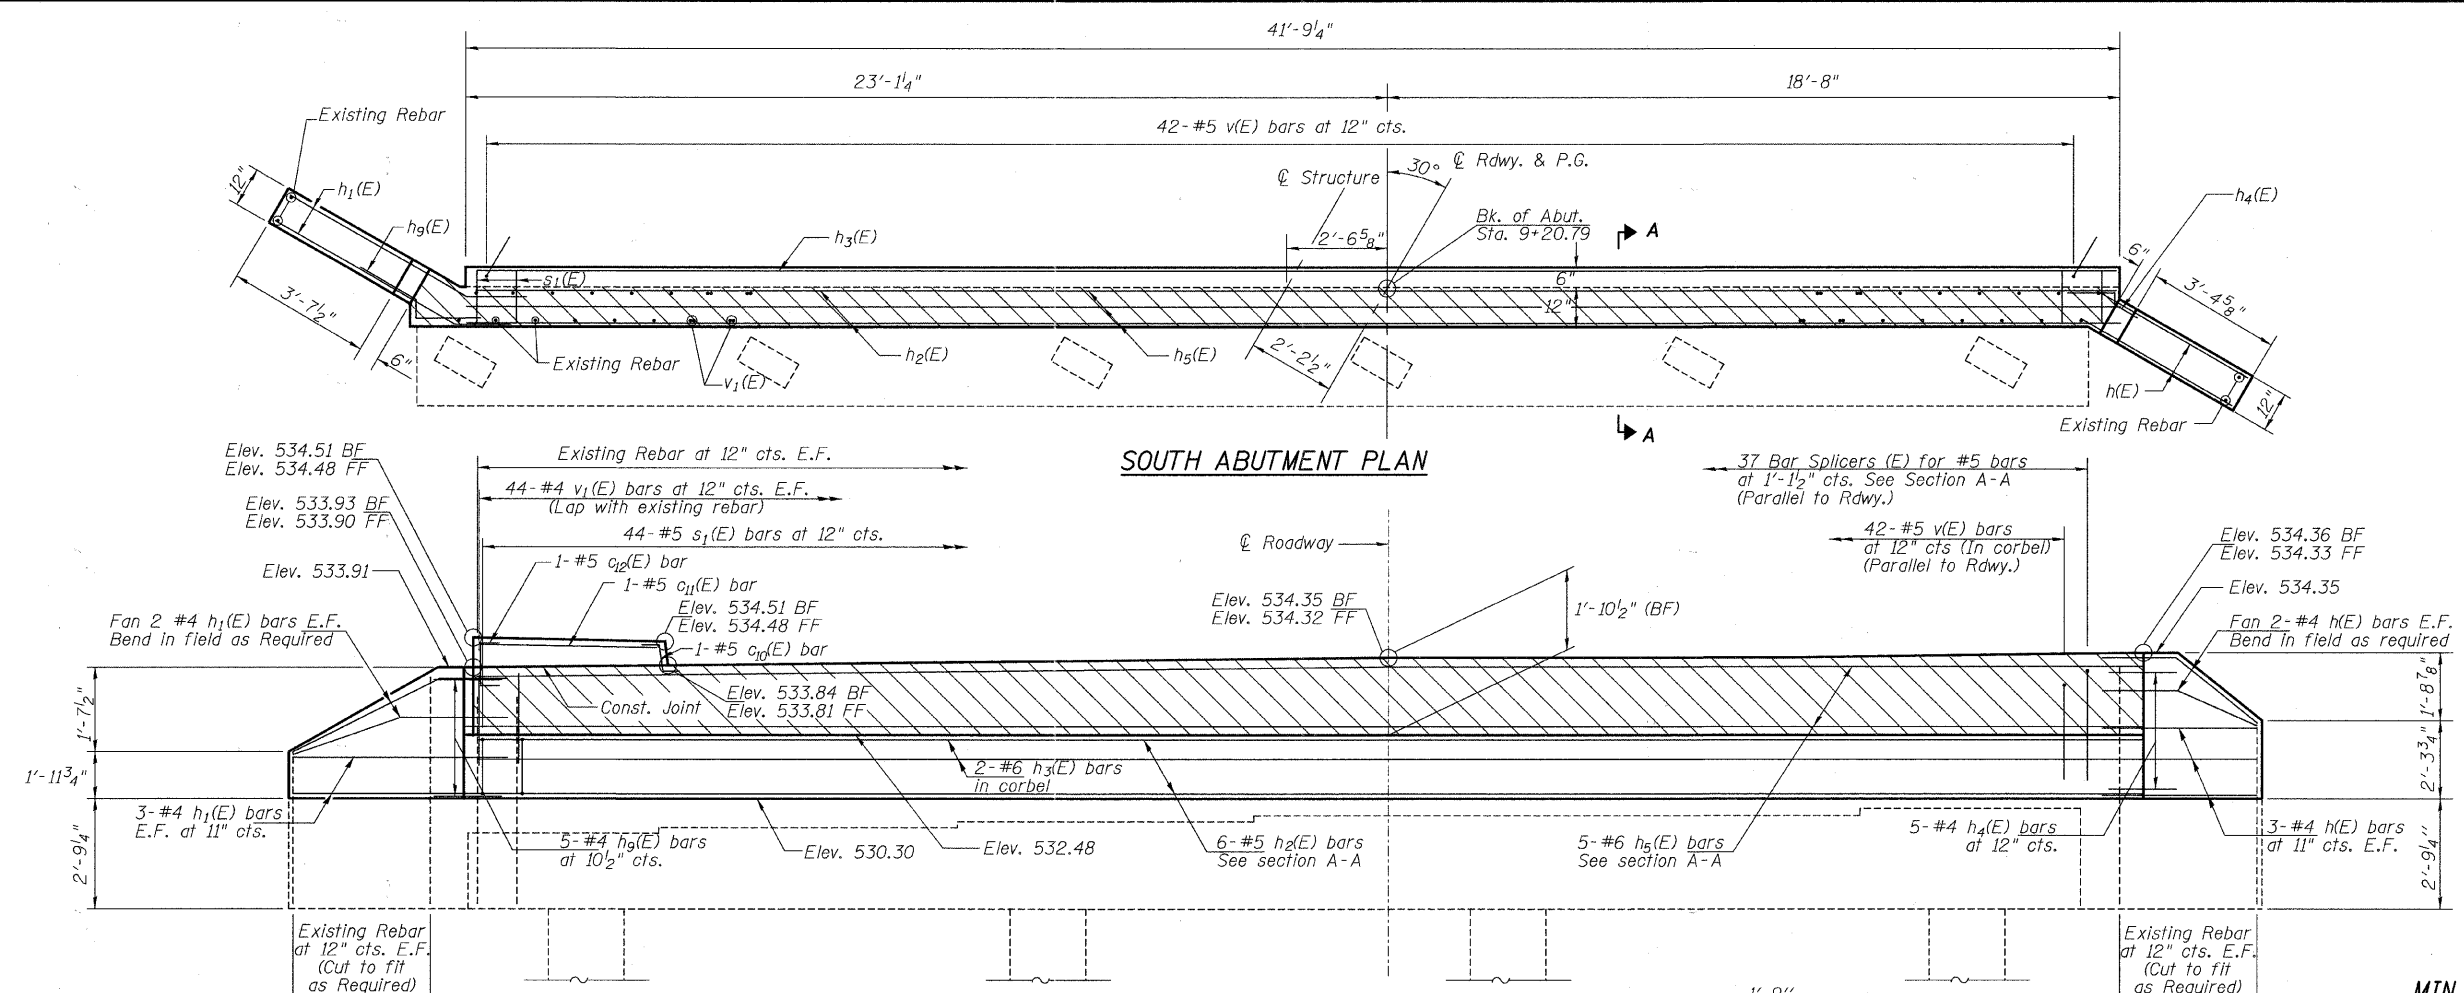 41'-9¼"
23'-1¼"
18'-8"
42-#5 v(E) bars at 12" cts.
Existing Rebar
h₁(E)
h₉(E)
12"
3'-7½"
6"
h₃(E)
s₁(E)
Existing Rebar
v₁(E)
h₂(E)
h₅(E)
℄ Structure
30°
℄ Rdwy. & P.G.
2'-6⅝"
Bk. of Abut.
Sta. 9+20.79
A
6"
12"
2'-2½"
A
h₄(E)
6"
3'-4⅝"
h(E)
12"
Existing Rebar
SOUTH ABUTMENT PLAN
Elev. 534.51 BF
Elev. 534.48 FF
Elev. 533.93 BF
Elev. 533.90 FF
Elev. 533.91
Fan 2 #4 h₁(E) bars E.F.
Bend in field as Required
Existing Rebar at 12" cts. E.F.
44-#4 v₁(E) bars at 12" cts. E.F.
(Lap with existing rebar)
44-#5 s₁(E) bars at 12" cts.
1-#5 c₁₂(E) bar
1-#5 c₁₁(E) bar
Elev. 534.51 BF
Elev. 534.48 FF
1-#5 c₁₀(E) bar
Elev. 533.84 BF
Elev. 533.81 FF
Const. Joint
℄ Roadway
Elev. 534.35 BF
Elev. 534.32 FF
1'-10½" (BF)
37 Bar Splicers (E) for #5 bars
at 1'-1½" cts. See Section A-A
(Parallel to Rdwy.)
42-#5 v(E) bars
at 12" cts (In corbel)
(Parallel to Rdwy.)
Elev. 534.36 BF
Elev. 534.33 FF
Elev. 534.35
Fan 2-#4 h(E) bars E.F.
Bend in field as required
1'-7½"
1'-11¾"
2'-9¼"
1'-8⅞"
2'-3¾"
2'-9¼"
3-#4 h₁(E) bars
E.F. at 11" cts.
5-#4 h₉(E) bars
at 10½" cts.
Elev. 530.30
2-#6 h₃(E) bars
in corbel
Elev. 532.48
6-#5 h₂(E) bars
See section A-A
5-#6 h₅(E) bars
See section A-A
5-#4 h₄(E) bars
at 12" cts.
3-#4 h(E) bars
at 11" cts. E.F.
Existing Rebar
at 12" cts. E.F.
(Cut to fit
as Required)
Existing Rebar
at 12" cts. E.F.
(Cut to fit
as Required)
MIN